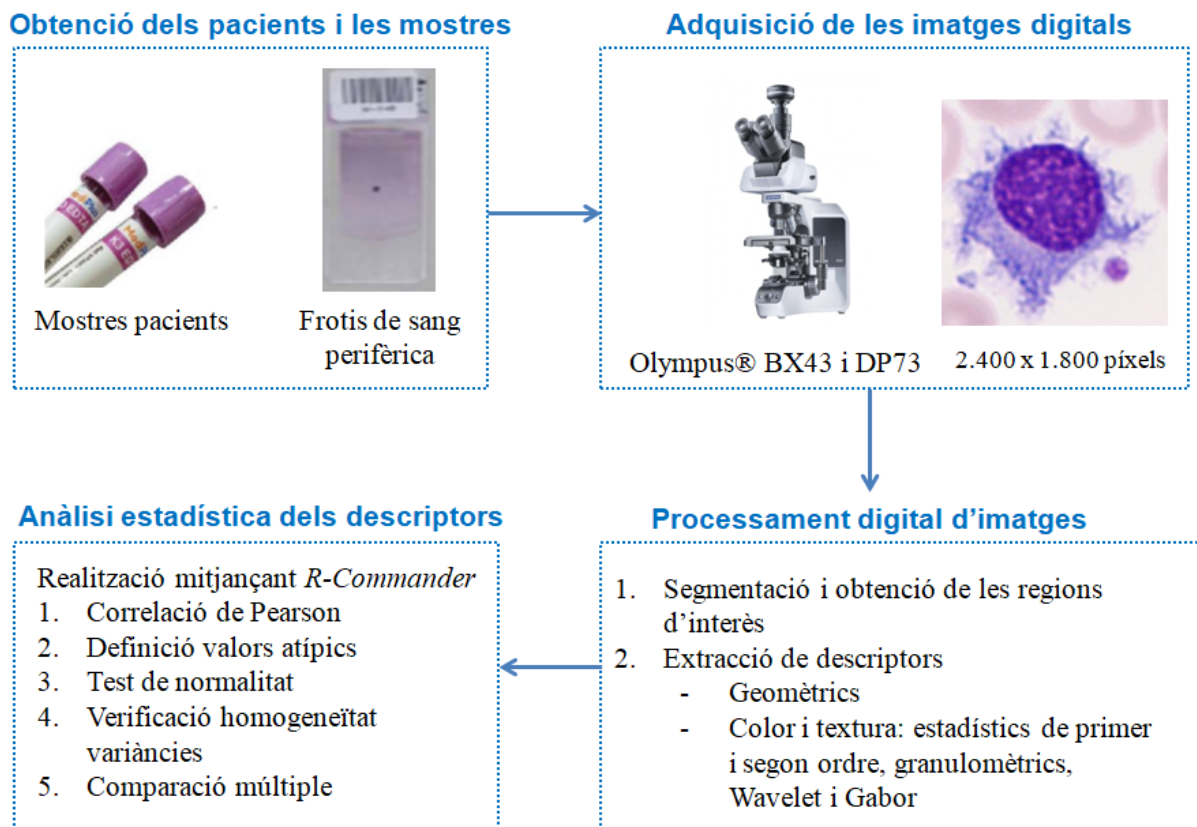 Obtenció dels pacients i les mostres
Mostres pacients
Frotis de sang
perifèrica
Adquisició de les imatges digitals
Olympus® BX43 i DP73
2.400 x 1.800 píxels
Processament digital d’imatges
1. Segmentació i obtenció de les regions
d’interès
2. Extracció de descriptors
- Geomètrics
- Color i textura: estadístics de primer
i segon ordre, granulomètrics,
Wavelet i Gabor
Anàlisi estadística dels descriptors
Realització mitjançant R-Commander
1. Correlació de Pearson
2. Definició valors atípics
3. Test de normalitat
4. Verificació homogeneïtat
variàncies
5. Comparació múltiple